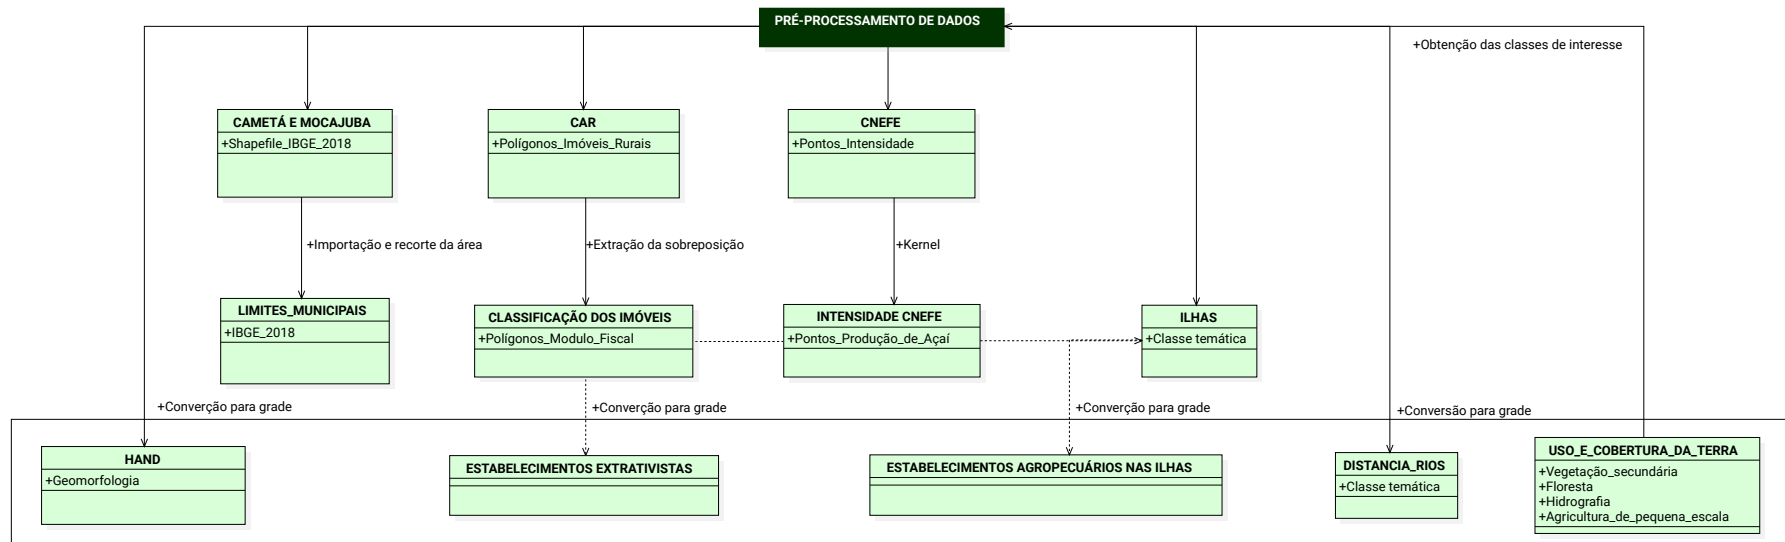 PRÉ-PROCESSAMENTO DE DADOS
+Obtenção das classes de interesse
CAMETÁ E MOCAJUBA
+Shapefile_IBGE_2018
CAR
+Polígonos_Imóveis_Rurais
CNEFE
+Pontos_Intensidade
+Importação e recorte da área
+Extração da sobreposição
+Kernel
LIMITES_MUNICIPAIS
+IBGE_2018
CLASSIFICAÇÃO DOS IMÓVEIS
+Polígonos_Modulo_Fiscal
INTENSIDADE CNEFE
+Pontos_Produção_de_Açaí
ILHAS
+Classe temática
+Converção para grade
+Converção para grade
+Converção para grade
+Conversão para grade
HAND
+Geomorfologia
ESTABELECIMENTOS EXTRATIVISTAS
ESTABELECIMENTOS AGROPECUÁRIOS NAS ILHAS
DISTANCIA_RIOS
+Classe temática
USO_E_COBERTURA_DA_TERRA
+Vegetação_secundária
+Floresta
+Hidrografia
+Agricultura_de_pequena_escala